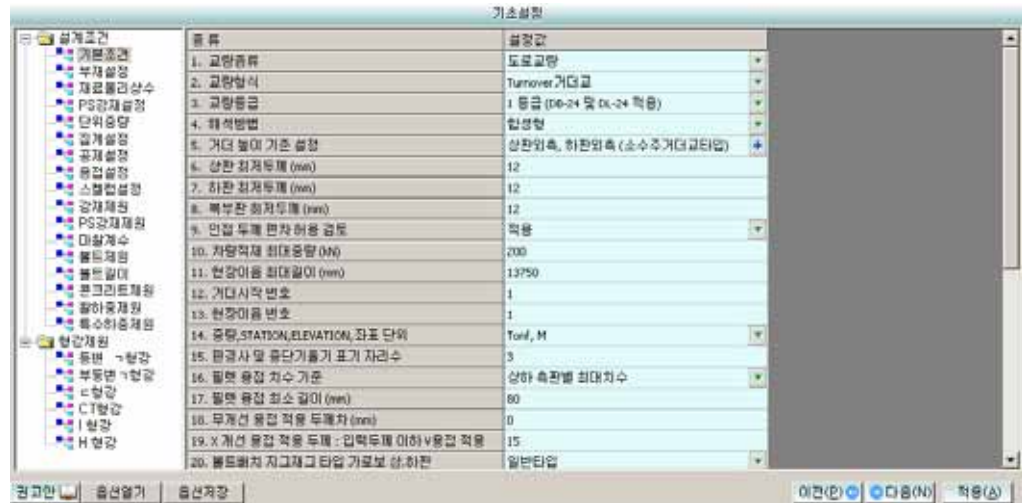 기초설정
설계조건
기본조건
부재설정
재료물리상수
PS강재설정
단위중량
집계설정
공제설정
용접설정
스켈럽설정
강재제원
PS강재제원
마찰계수
볼트제원
볼트길이
콘크리트제원
활하중제원
특수하중제원
형강제원
등변 ㄱ형강
부등변 ㄱ형강
ㄷ형강
CT형강
I 형강
H 형강
종 류 설정값
1. 교량종류 도로교량
2. 교량형식 Turnover거더교
3. 교량등급 1 등급 (DB-24 및 DL-24 적용)
4. 해석방법 합성형
5. 거더 높이 기준 설정 상판외측, 하판외측 (소수주거더교타입)
6. 상판 최저두께 (mm) 12
7. 하판 최저두께 (mm) 12
8. 복부판 최저두께 (mm) 12
9. 인접 두께 편차 허용 검토 적용
10. 차량적재 최대중량 (kN) 200
11. 현장이음 최대길이 (mm) 13750
12. 거더시작 번호 1
13. 현장이음 번호 1
14. 중량,STATION,ELEVATION, 좌표 단위 Tonf, M
15. 편경사 및 종단기울기 표기 자리수 3
16. 필렛 용접 치수 기준 상하 측판별 최대치수
17. 필렛 용접 최소 길이 (mm) 80
18. 무개선 용접 적용 두께차 (mm) 0
19. X 개선 용접 적용 두께 : 입력두께 이하 V용접 적용 15
20. 볼트배치 지그재그 타입 가로보 상.하판 일반타입
권고안 옵션열기 옵션저장 이전(P) 다음(N) 적용(A)